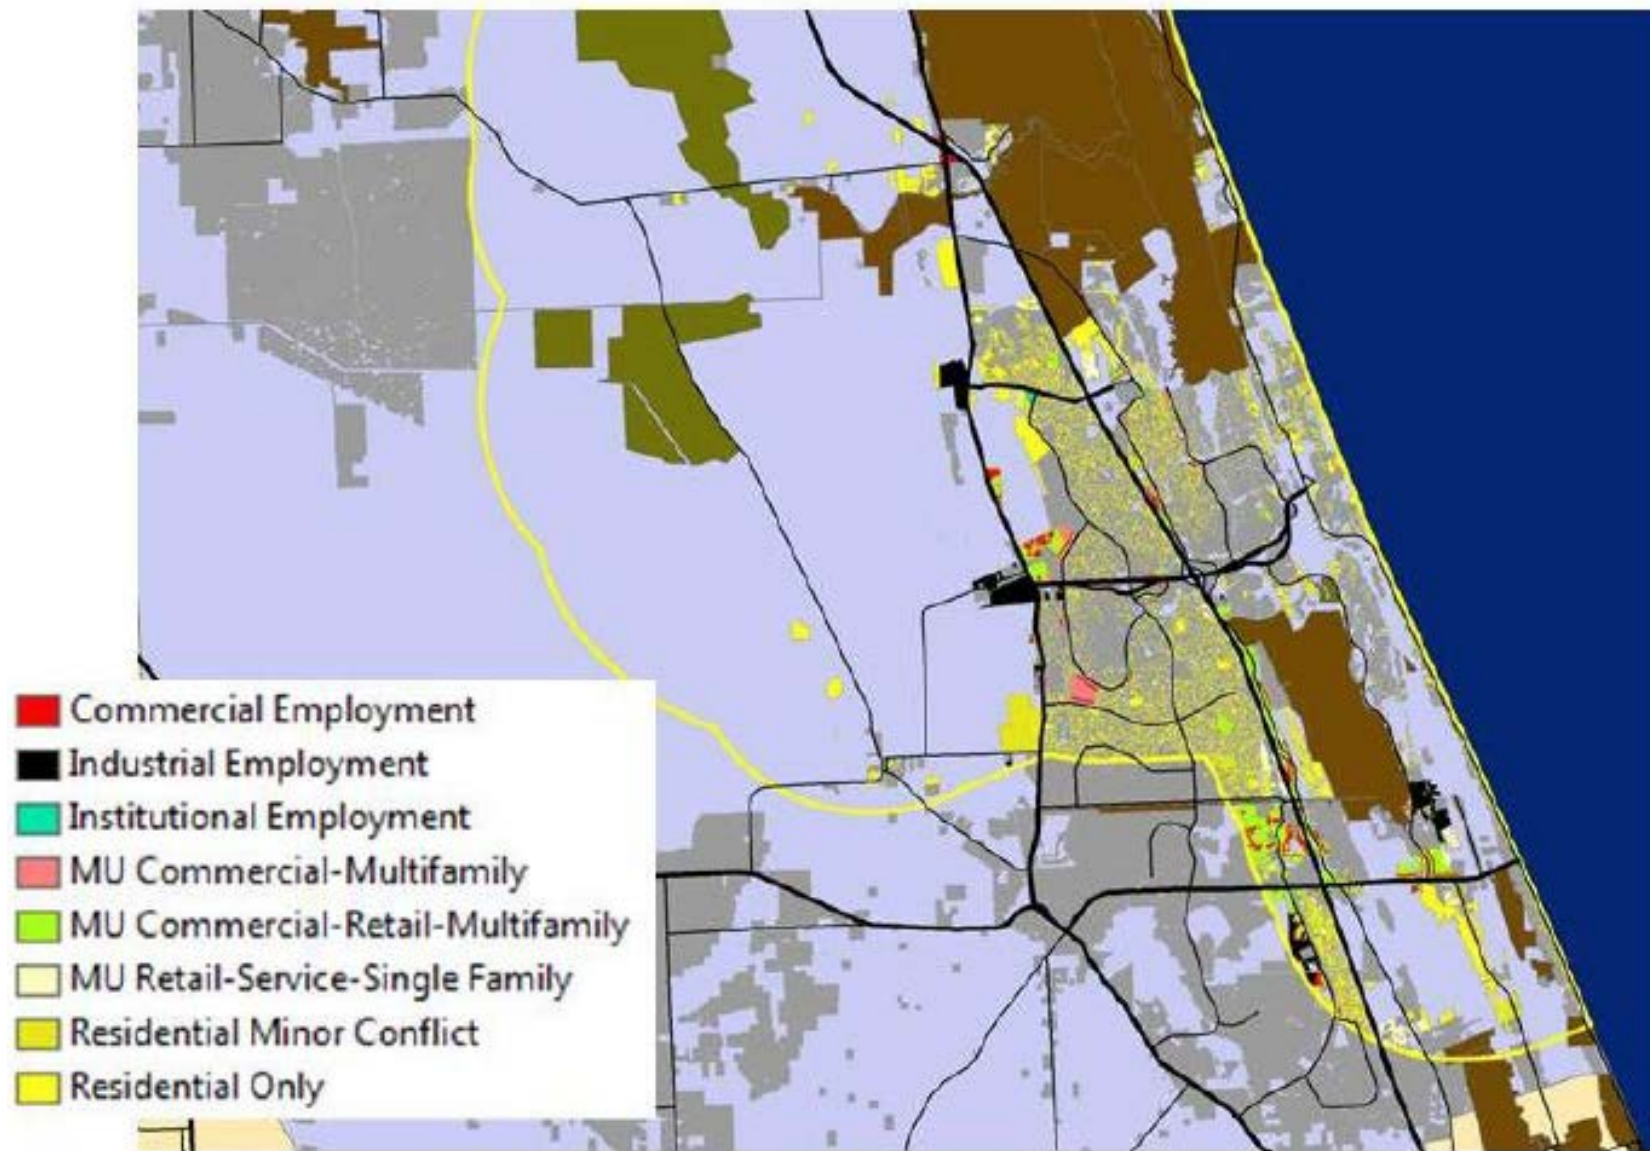 Commercial Employment
Industrial Employment
Institutional Employment
MU Commercial-Multifamily
MU Commercial-Retail-Multifamily
MU Retail-Service-Single Family
Residential Minor Conflict
Residential Only